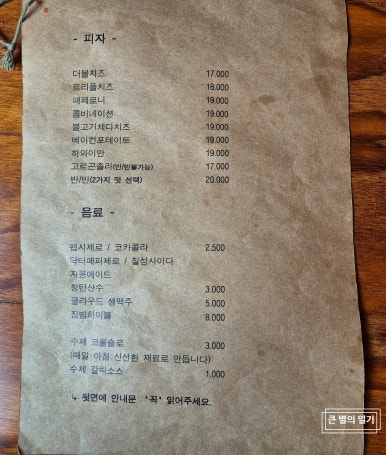 - 피자 -
더블치즈 17.000
트리플치즈 18.000
페페로니 19.000
콤비네이션 19.000
불고기체다치즈 19.000
베이컨포테이토 19.000
하와이안 19.000
고르곤졸라(반/반불가능) 17.000
반/반(2가지 맛 선택) 20.000
- 음료 -
펩시제로 / 코카콜라 2.500
닥터페퍼제로 / 칠성사이다
자몽에이드
청탄산수 3.000
클라우드 생맥주 5.000
짐빔하이볼 8.000
수제 코울슬로 3.000
(매일 아침 신선한 재료로 만듭니다)
수제 갈릭소스 1.000
↳ 뒷면에 안내문 '꼭' 읽어주세요.
큰 별의 일기